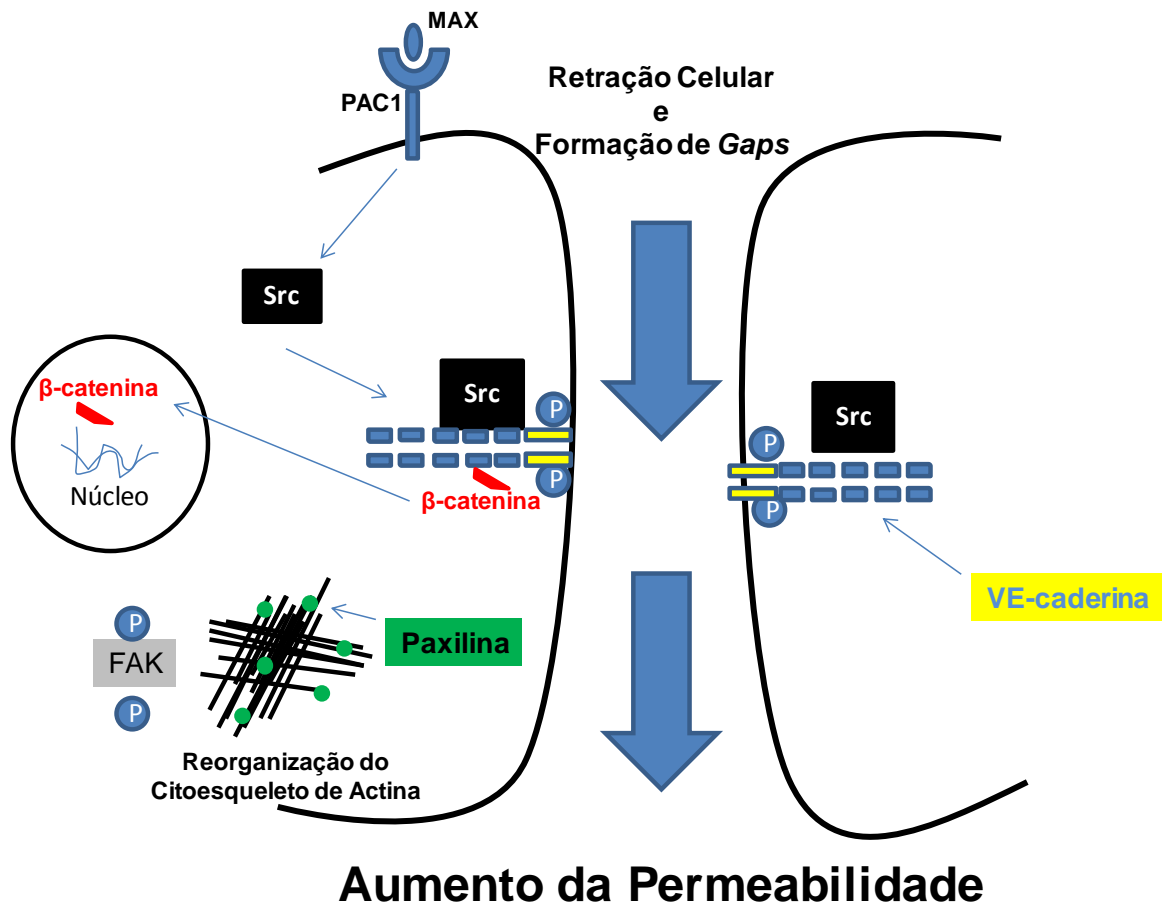 MAX
PAC1
Retração Celular
e
Formação de Gaps
Src
Src
P
Src
P
β-catenina
Núcleo
β-catenina
P
P
VE-caderina
P
FAK
P
Paxilina
Reorganização do
Citoesqueleto de Actina
Aumento da Permeabilidade